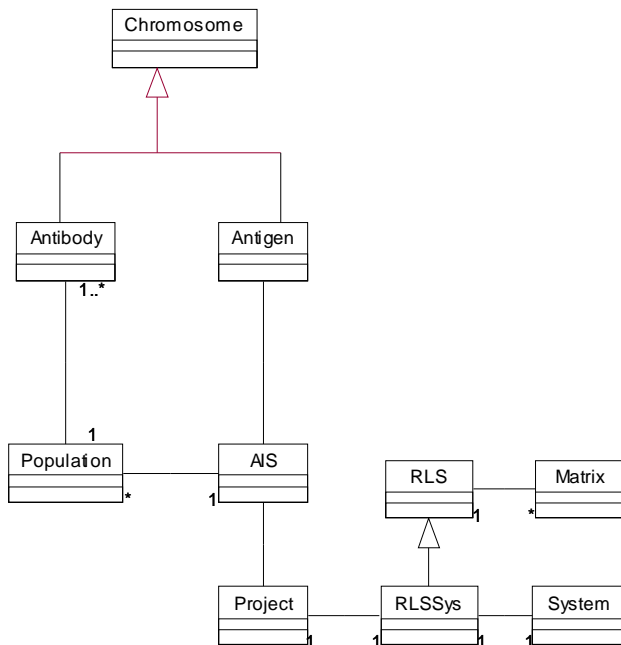 Chromosome
Antibody
Antigen
1..*
1
Population
AIS
*
1
RLS
Matrix
1
*
Project
RLSSys
System
1
1
1
1